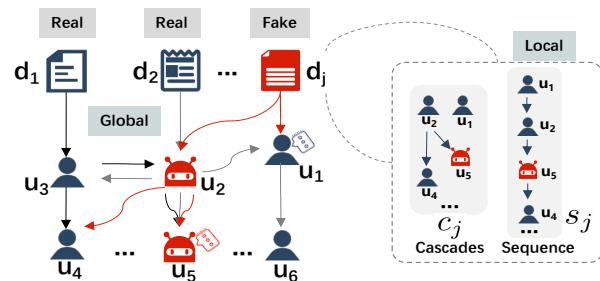 Real
Real
Fake
d1
d2
...
dj
Global
u3
u2
u1
u4
...
u5
...
u6
Local
u2
u1
u4
u5
...
cj
Cascades
u1
u2
u5
u4
...
sj
Sequence